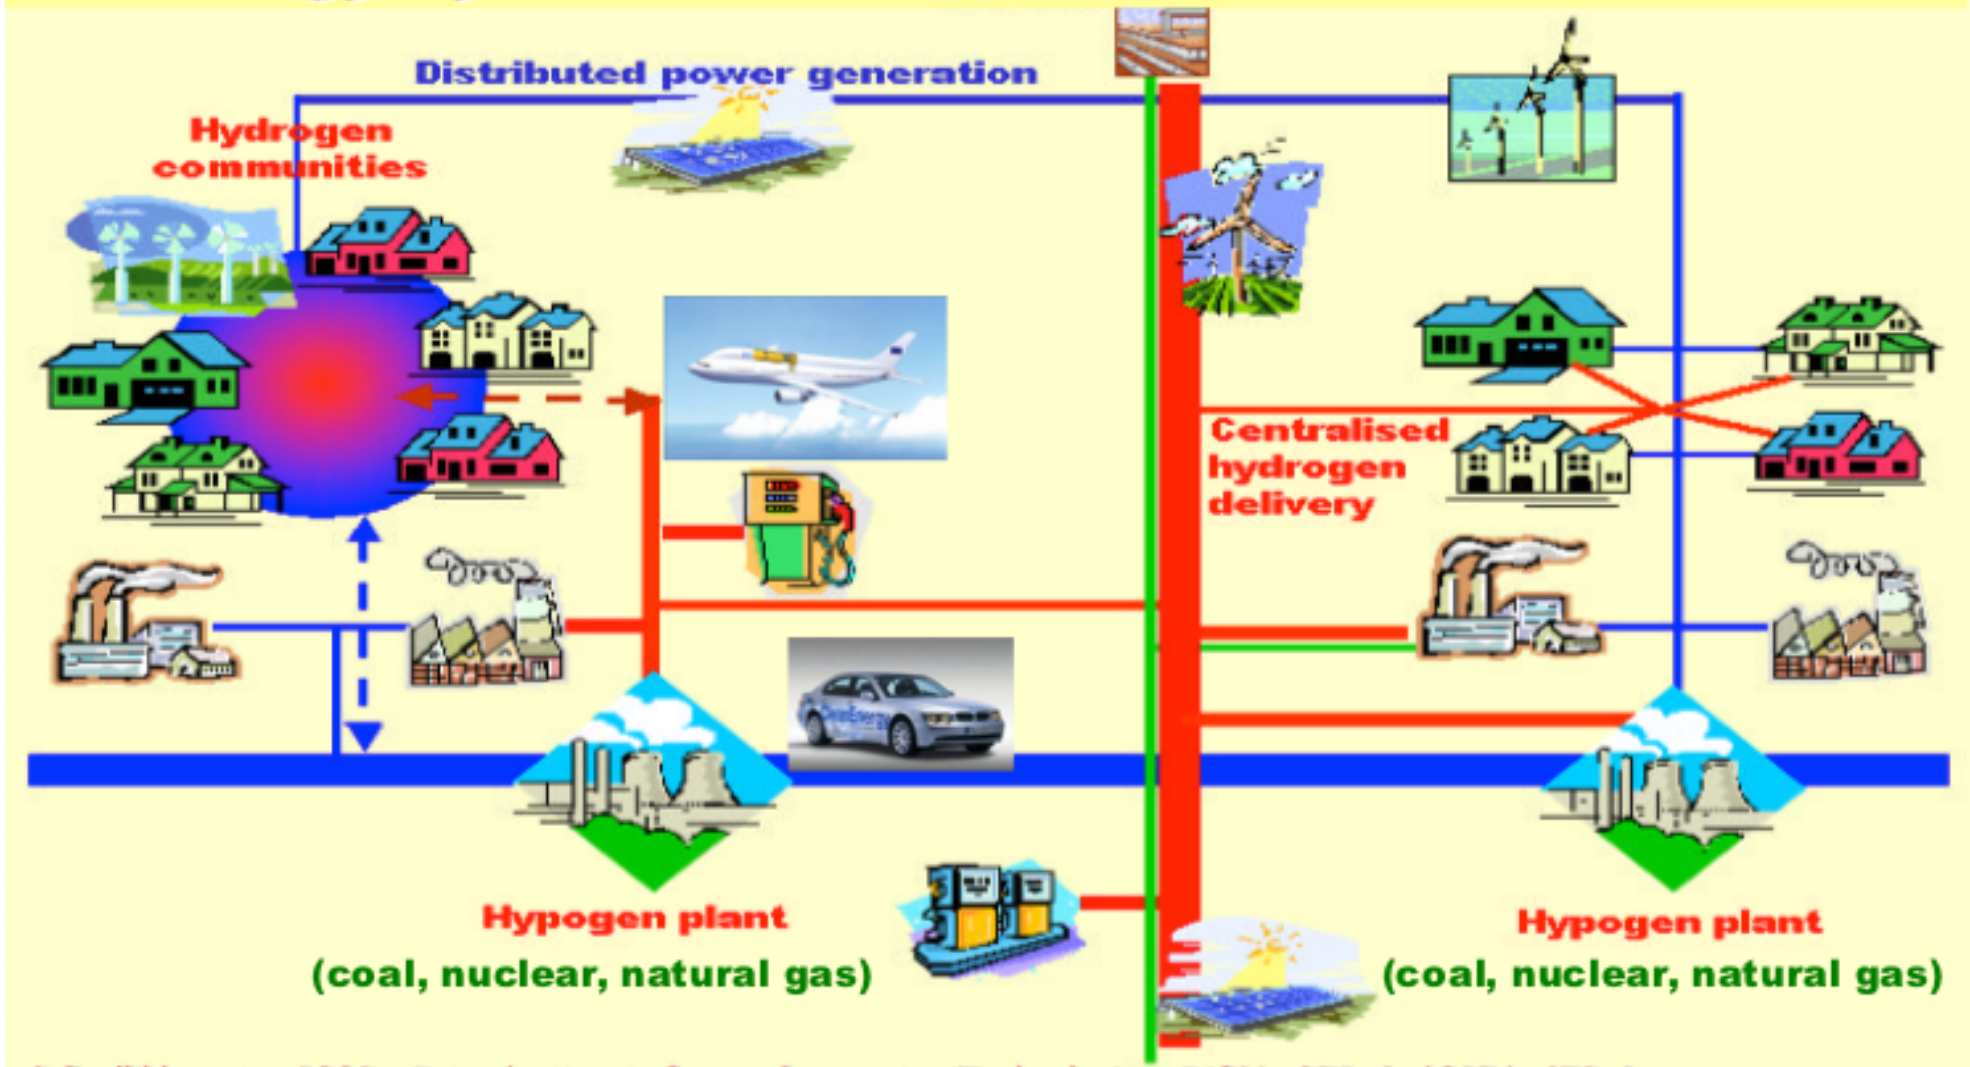 Distributed power generation
Hydrogen
communities
Centralised
hydrogen
delivery
CleanEnergy
Hypogen plant
(coal, nuclear, natural gas)
Hypogen plant
(coal, nuclear, natural gas)